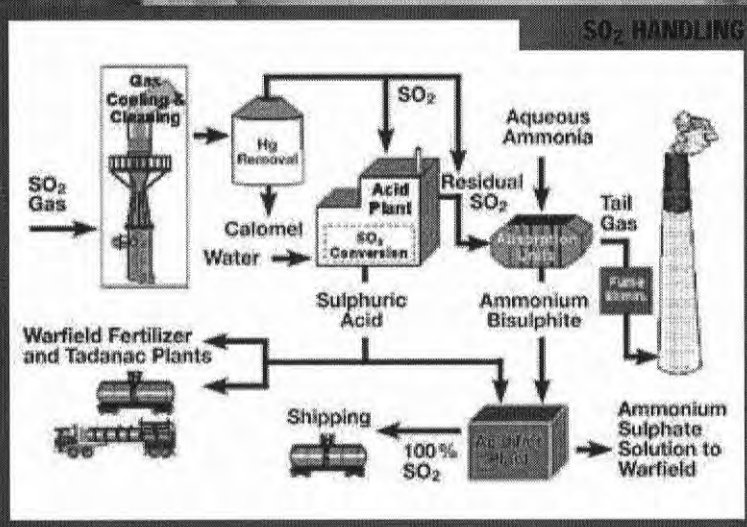 SO₂ HANDLING
Gas
Cooling &
Cleaning
SO₂
Gas
Hg
Removal
Calomel
Water
SO₂
Acid
Plant
SO₂
Conversion
Residual
SO₂
Aqueous
Ammonia
Absorption
Tail
Gas
Sulphuric
Acid
Ammonium
Bisulphite
Warfield Fertilizer
and Tadanac Plants
Shipping
100%
SO₂
Plant
Ammonium
Sulphate
Solution to
Warfield